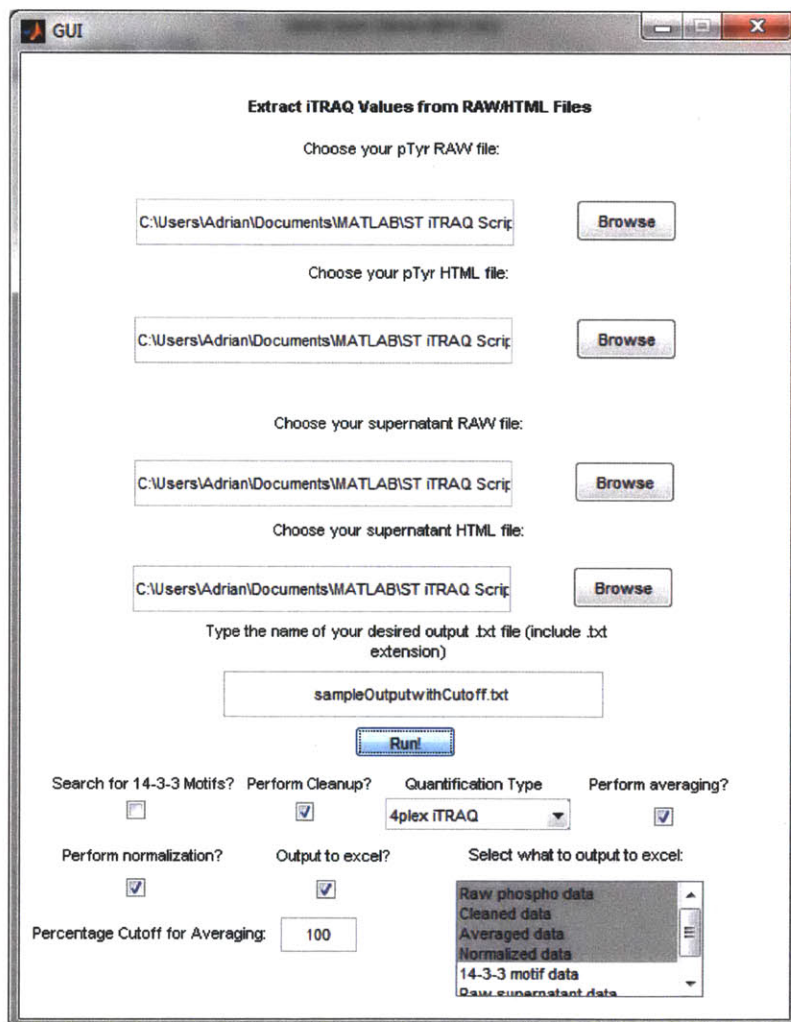 GUI
Extract iTRAQ Values from RAW/HTML Files
Choose your pTyr RAW file:
C:\Users\Adrian\Documents\MATLAB\ST iTRAQ Scrip
Browse
Choose your pTyr HTML file:
C:\Users\Adrian\Documents\MATLAB\ST iTRAQ Scrip
Browse
Choose your supernatant RAW file:
C:\Users\Adrian\Documents\MATLAB\ST iTRAQ Scrip
Browse
Choose your supernatant HTML file:
C:\Users\Adrian\Documents\MATLAB\ST iTRAQ Scrip
Browse
Type the name of your desired output .txt file (include .txt
extension)
sampleOutputwithCutoff.txt
Run!
Search for 14-3-3 Motifs? Perform Cleanup? Quantification Type Perform averaging?
4plex iTRAQ
Perform normalization? Output to excel? Select what to output to excel:
Raw phospho data
Cleaned data
Averaged data
Normalized data
14-3-3 motif data
Raw supernatant data
Percentage Cutoff for Averaging: 100